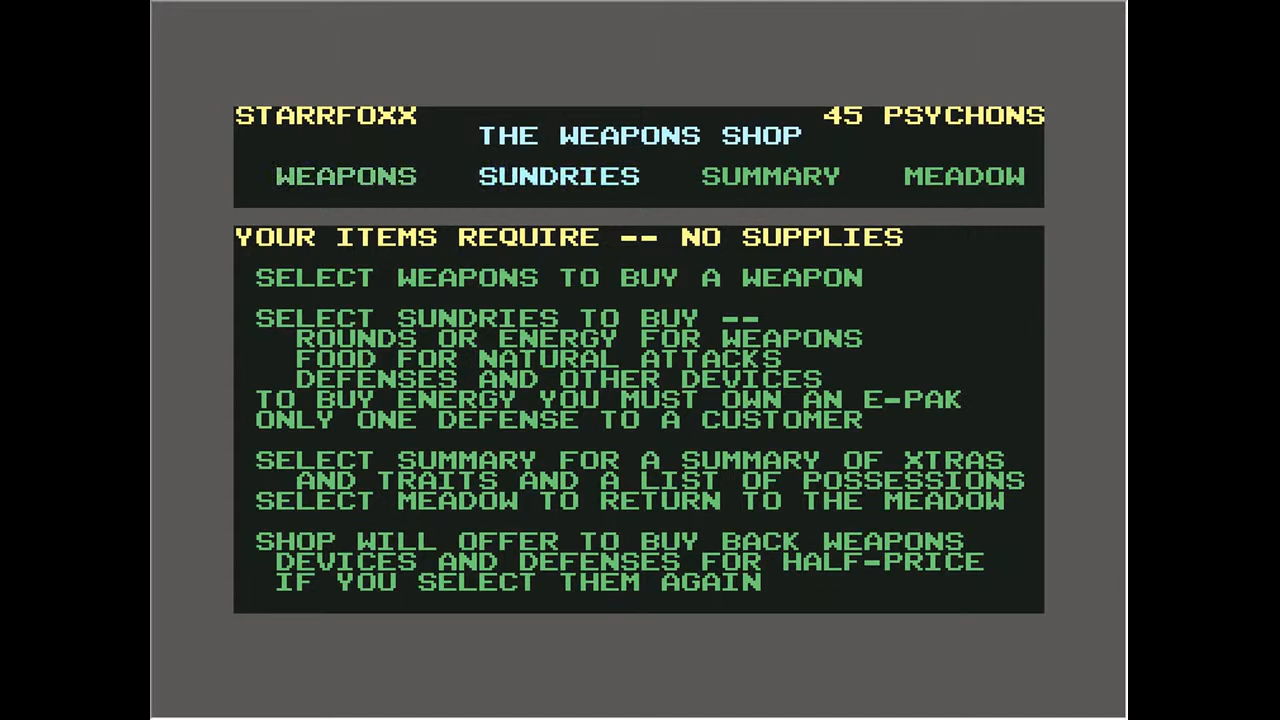 STARRFOXX 45 PSYCHONS
THE WEAPONS SHOP
WEAPONS SUNDRIES SUMMARY MEADOW
YOUR ITEMS REQUIRE -- NO SUPPLIES
SELECT WEAPONS TO BUY A WEAPON
SELECT SUNDRIES TO BUY --
ROUNDS OR ENERGY FOR WEAPONS
FOOD FOR NATURAL ATTACKS
DEFENSES AND OTHER DEVICES
TO BUY ENERGY YOU MUST OWN AN E-PAK
ONLY ONE DEFENSE TO A CUSTOMER
SELECT SUMMARY FOR A SUMMARY OF XTRAS
AND TRAITS AND A LIST OF POSSESSIONS
SELECT MEADOW TO RETURN TO THE MEADOW
SHOP WILL OFFER TO BUY BACK WEAPONS
DEVICES AND DEFENSES FOR HALF-PRICE
IF YOU SELECT THEM AGAIN